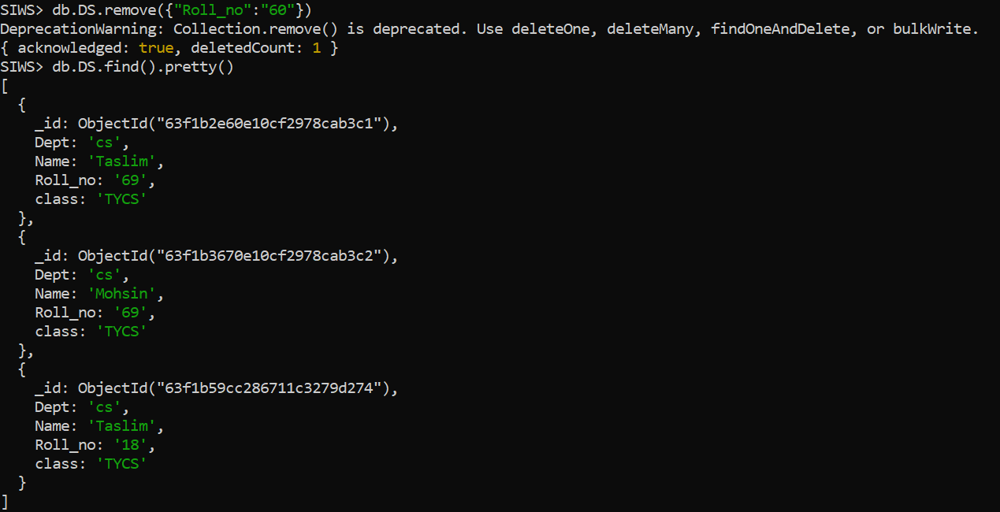 SIWS> db.DS.remove({"Roll_no":"60"})
DeprecationWarning: Collection.remove() is deprecated. Use deleteOne, deleteMany, findOneAndDelete, or bulkWrite.
{ acknowledged: true, deletedCount: 1 }
SIWS> db.DS.find().pretty()
[
  {
    _id: ObjectId("63f1b2e60e10cf2978cab3c1"),
    Dept: 'cs',
    Name: 'Taslim',
    Roll_no: '69',
    class: 'TYCS'
  },
  {
    _id: ObjectId("63f1b3670e10cf2978cab3c2"),
    Dept: 'cs',
    Name: 'Mohsin',
    Roll_no: '69',
    class: 'TYCS'
  },
  {
    _id: ObjectId("63f1b59cc286711c3279d274"),
    Dept: 'cs',
    Name: 'Taslim',
    Roll_no: '18',
    class: 'TYCS'
  }
]